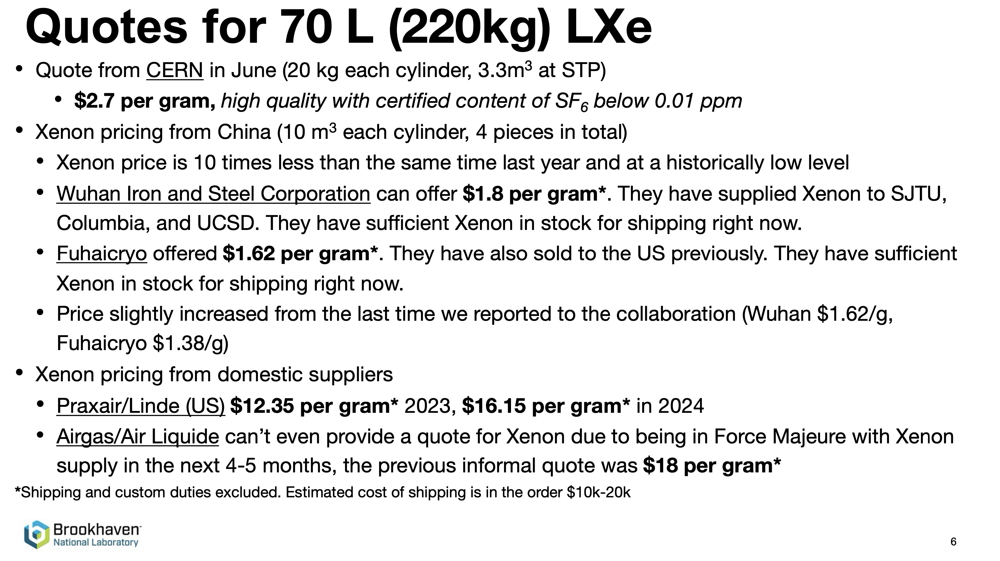 Quotes for 70 L (220kg) LXe
• Quote from CERN in June (20 kg each cylinder, 3.3m³ at STP)
• $2.7 per gram, high quality with certified content of SF₆ below 0.01 ppm
• Xenon pricing from China (10 m³ each cylinder, 4 pieces in total)
• Xenon price is 10 times less than the same time last year and at a historically low level
• Wuhan Iron and Steel Corporation can offer $1.8 per gram*. They have supplied Xenon to SJTU,
Columbia, and UCSD. They have sufficient Xenon in stock for shipping right now.
• Fuhaicryo offered $1.62 per gram*. They have also sold to the US previously. They have sufficient
Xenon in stock for shipping right now.
• Price slightly increased from the last time we reported to the collaboration (Wuhan $1.62/g,
Fuhaicryo $1.38/g)
• Xenon pricing from domestic suppliers
• Praxair/Linde (US) $12.35 per gram* 2023, $16.15 per gram* in 2024
• Airgas/Air Liquide can’t even provide a quote for Xenon due to being in Force Majeure with Xenon
supply in the next 4-5 months, the previous informal quote was $18 per gram*
*Shipping and custom duties excluded. Estimated cost of shipping is in the order $10k-20k
Brookhaven™
National Laboratory
6